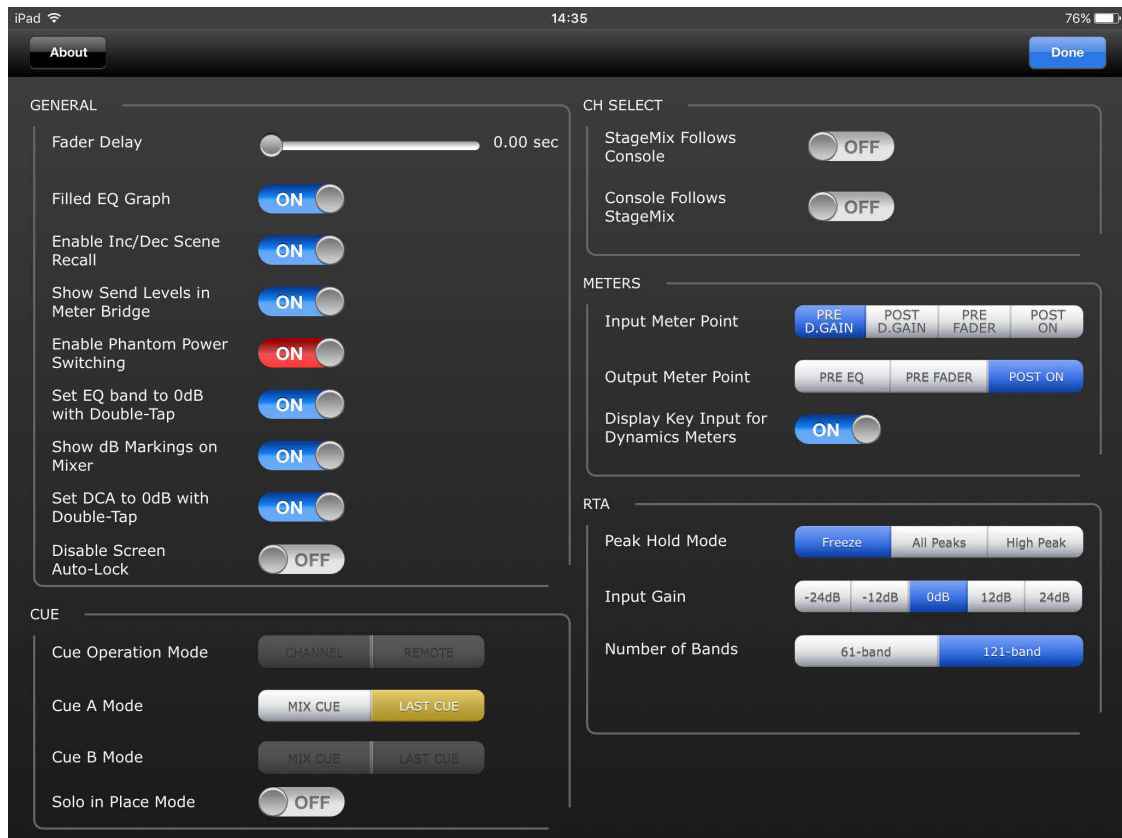 iPad 14:35 76%
About Done
GENERAL
Fader Delay 0.00 sec
Filled EQ Graph ON
Enable Inc/Dec Scene
Recall ON
Show Send Levels in
Meter Bridge ON
Enable Phantom Power
Switching ON
Set EQ band to 0dB
with Double-Tap ON
Show dB Markings on
Mixer ON
Set DCA to 0dB with
Double-Tap ON
Disable Screen
Auto-Lock OFF
CUE
Cue Operation Mode CHANNEL REMOTE
Cue A Mode MIX CUE LAST CUE
Cue B Mode MIX CUE LAST CUE
Solo in Place Mode OFF
CH SELECT
StageMix Follows
Console OFF
Console Follows
StageMix OFF
METERS
Input Meter Point PRE D.GAIN POST D.GAIN PRE FADER POST ON
Output Meter Point PRE EQ PRE FADER POST ON
Display Key Input for
Dynamics Meters ON
RTA
Peak Hold Mode Freeze All Peaks High Peak
Input Gain -24dB -12dB 0dB 12dB 24dB
Number of Bands 61-band 121-band